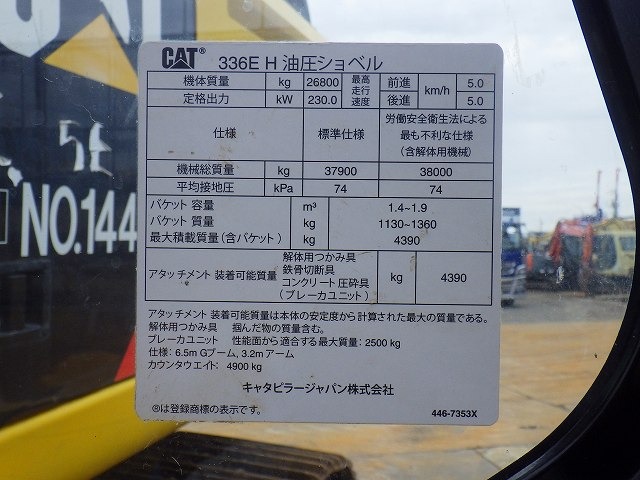 CAT® 336E H 油圧ショベル
機体質量 kg 26800 最高走行速度 前進 km/h 5.0
定格出力 kW 230.0 後進 5.0
仕様 標準仕様 労働安全衛生法による最も不利な仕様(含解体用機械)
機械総質量 kg 37900 38000
平均接地圧 kPa 74 74
バケット 容量 m³ 1.4~1.9
バケット 質量 kg 1130~1360
最大積載質量(含バケット) kg 4390
アタッチメント 装着可能質量 解体用つかみ具 鉄骨切断具 コンクリート圧砕具 (ブレーカユニット) kg 4390
アタッチメント 装着可能質量は本体の安定度から計算された最大の質量である。
解体用つかみ具 掴んだ物の質量含む。
ブレーカユニット 性能面から適合する最大質量: 2500 kg
仕様: 6.5m Gブーム, 3.2mアーム
カウンタウエイト: 4900 kg
キャタピラージャパン株式会社
®は登録商標の表示です。
446-7353X
NO.144